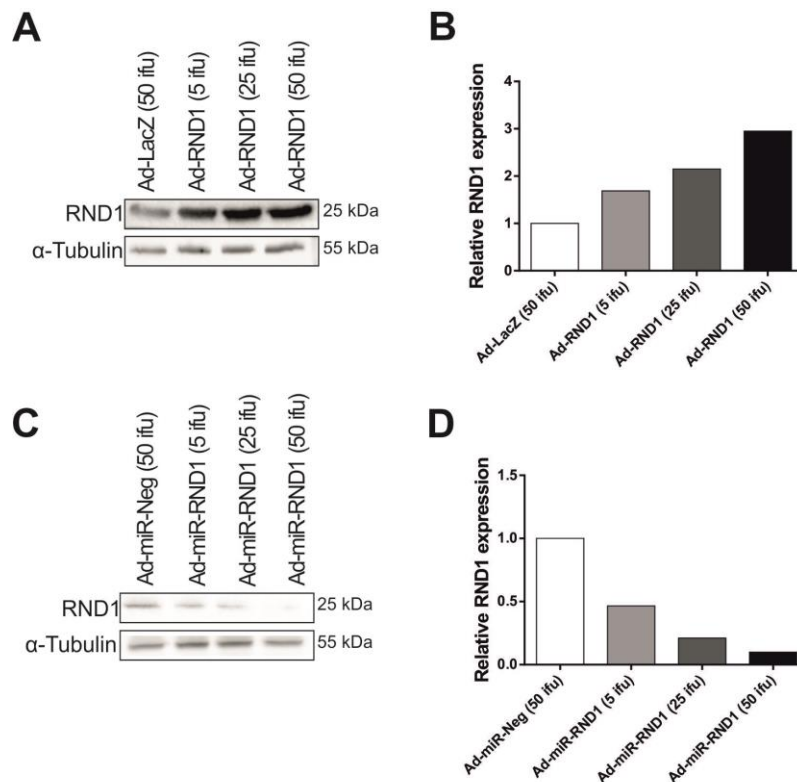 A
Ad-LacZ (50 ifu)
Ad-RND1 (5 ifu)
Ad-RND1 (25 ifu)
Ad-RND1 (50 ifu)
RND1
25 kDa
α-Tubulin
55 kDa
B
Relative RND1 expression
4
3
2
1
0
Ad-LacZ (50 ifu)
Ad-RND1 (5 ifu)
Ad-RND1 (25 ifu)
Ad-RND1 (50 ifu)
C
Ad-miR-Neg (50 ifu)
Ad-miR-RND1 (5 ifu)
Ad-miR-RND1 (25 ifu)
Ad-miR-RND1 (50 ifu)
RND1
25 kDa
α-Tubulin
55 kDa
D
Relative RND1 expression
1.5
1.0
0.5
0.0
Ad-miR-Neg (50 ifu)
Ad-miR-RND1 (5 ifu)
Ad-miR-RND1 (25 ifu)
Ad-miR-RND1 (50 ifu)